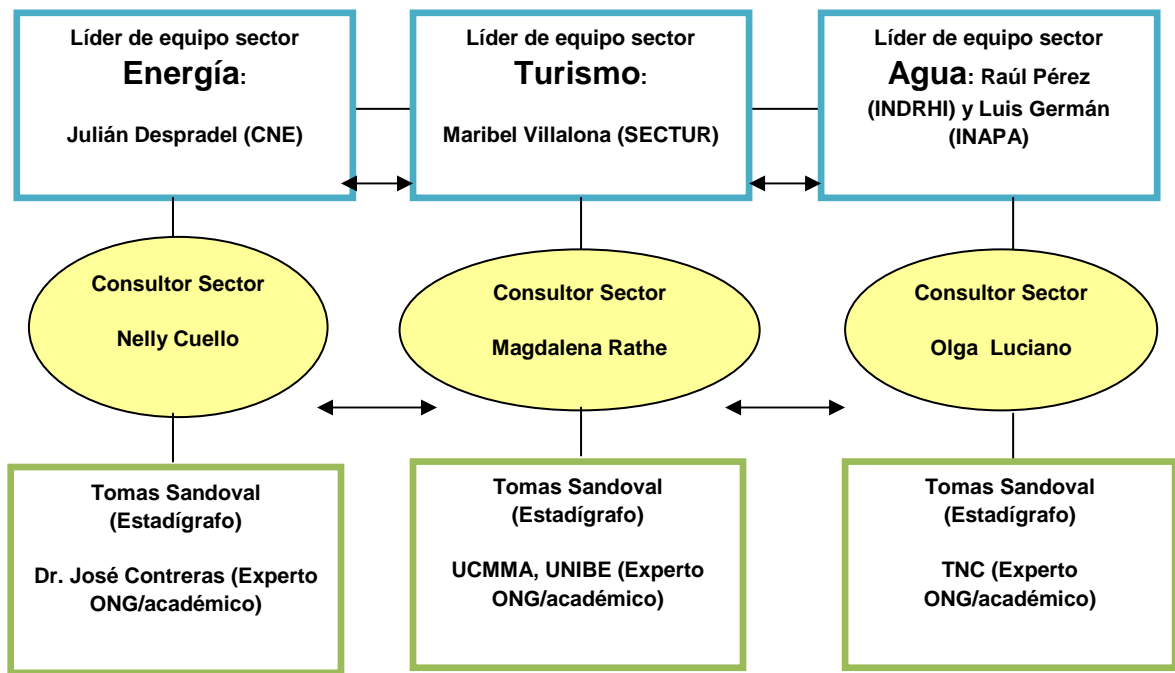 Líder de equipo sector
Energía:
Julián Despradel (CNE)
Líder de equipo sector
Turismo:
Maribel Villalona (SECTUR)
Líder de equipo sector
Agua: Raúl Pérez
(INDRHI) y Luis Germán
(INAPA)
Consultor Sector
Nelly Cuello
Consultor Sector
Magdalena Rathe
Consultor Sector
Olga Luciano
Tomas Sandoval
(Estadígrafo)
Dr. José Contreras (Experto
ONG/académico)
Tomas Sandoval
(Estadígrafo)
UCMMA, UNIBE (Experto
ONG/académico)
Tomas Sandoval
(Estadígrafo)
TNC (Experto
ONG/académico)